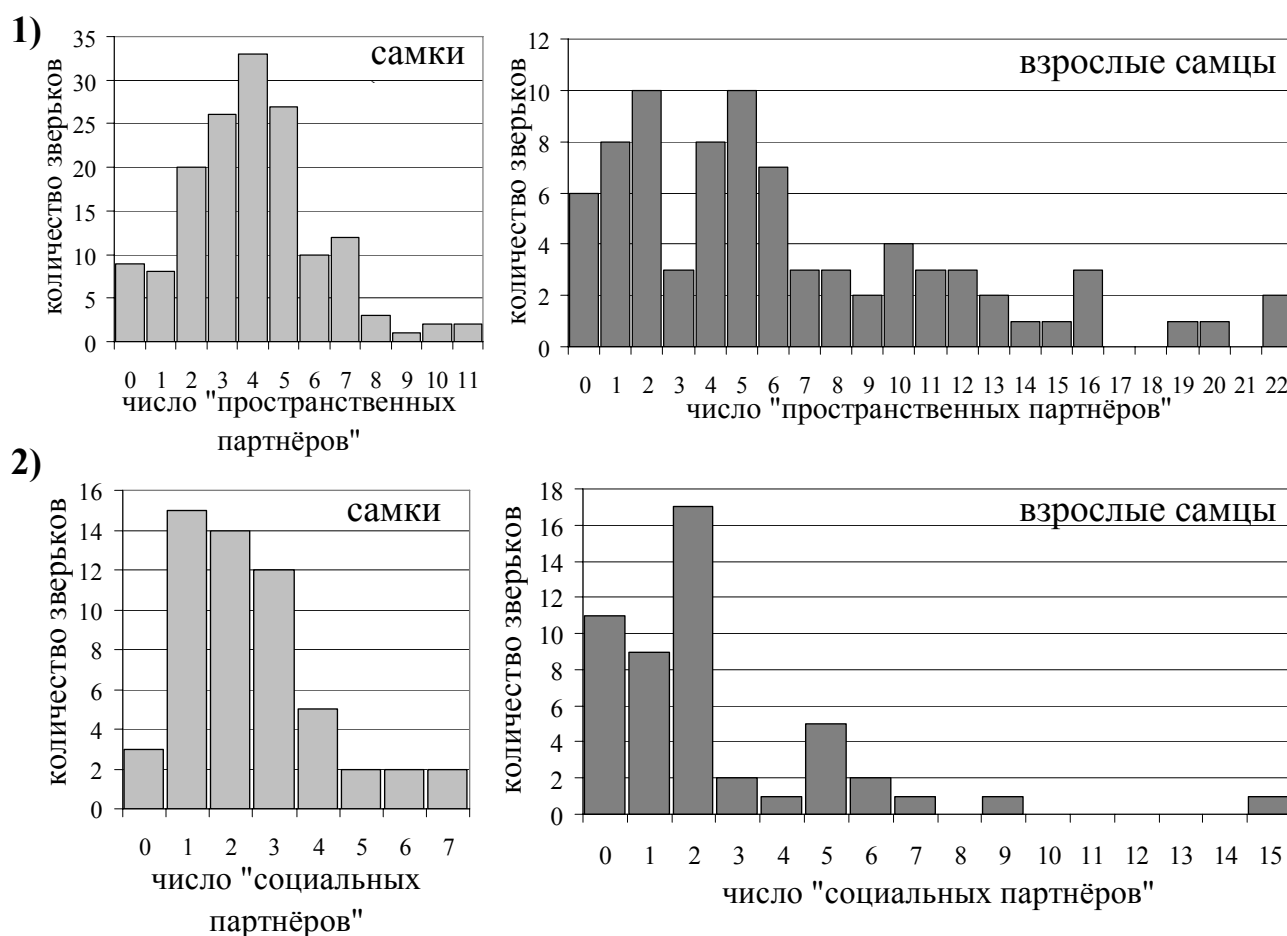 1)
самки
количество зверьков
35
30
25
20
15
10
5
0
0 1 2 3 4 5 6 7 8 9 10 11
число "пространственных
партнёров"
взрослые самцы
количество зверьков
12
10
8
6
4
2
0
0 1 2 3 4 5 6 7 8 9 10 11 12 13 14 15 16 17 18 19 20 21 22
число "пространственных партнёров"
2)
самки
количество зверьков
16
14
12
10
8
6
4
2
0
0 1 2 3 4 5 6 7
число "социальных
партнёров"
взрослые самцы
количество зверьков
18
16
14
12
10
8
6
4
2
0
0 1 2 3 4 5 6 7 8 9 10 11 12 13 14 15
число "социальных партнёров"